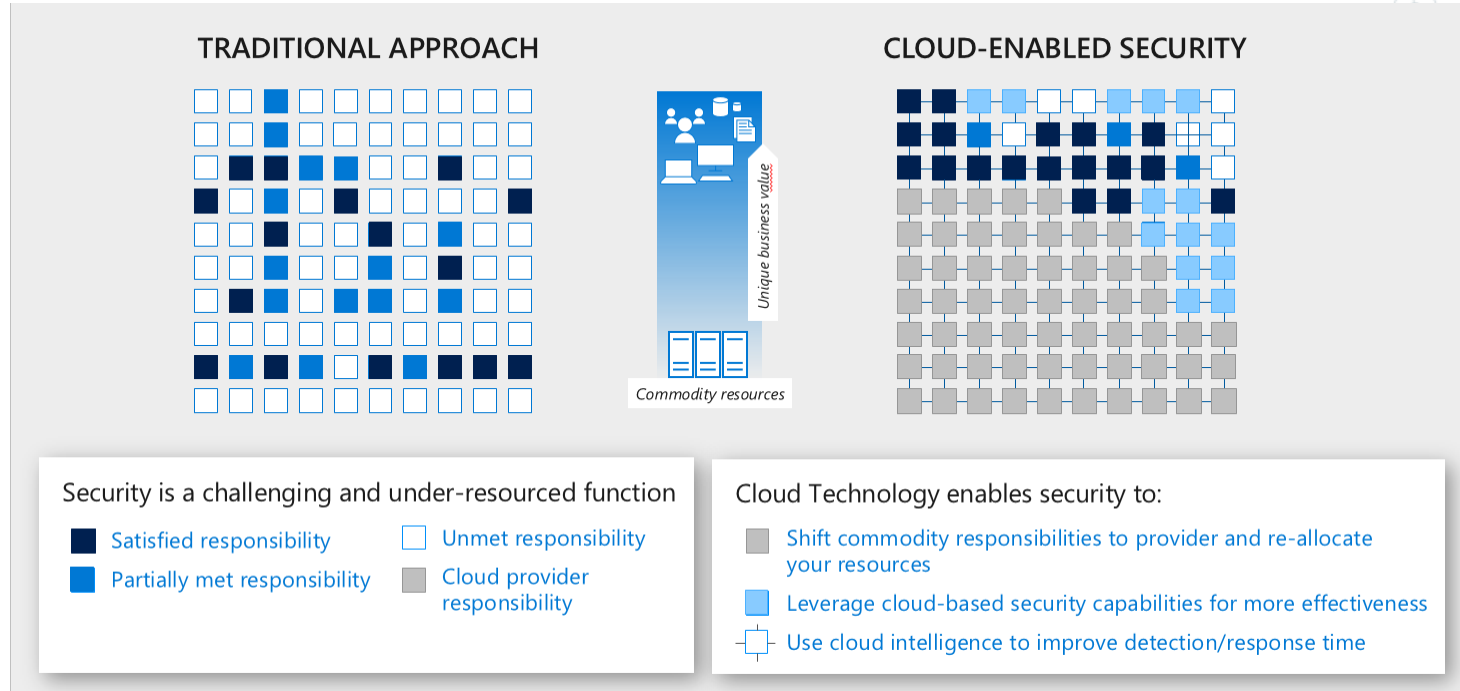 TRADITIONAL APPROACH
CLOUD-ENABLED SECURITY
Unique business value
Commodity resources
Security is a challenging and under-resourced function
Satisfied responsibility
Unmet responsibility
Partially met responsibility
Cloud provider
responsibility
Cloud Technology enables security to:
Shift commodity responsibilities to provider and re-allocate
your resources
Leverage cloud-based security capabilities for more effectiveness
Use cloud intelligence to improve detection/response time